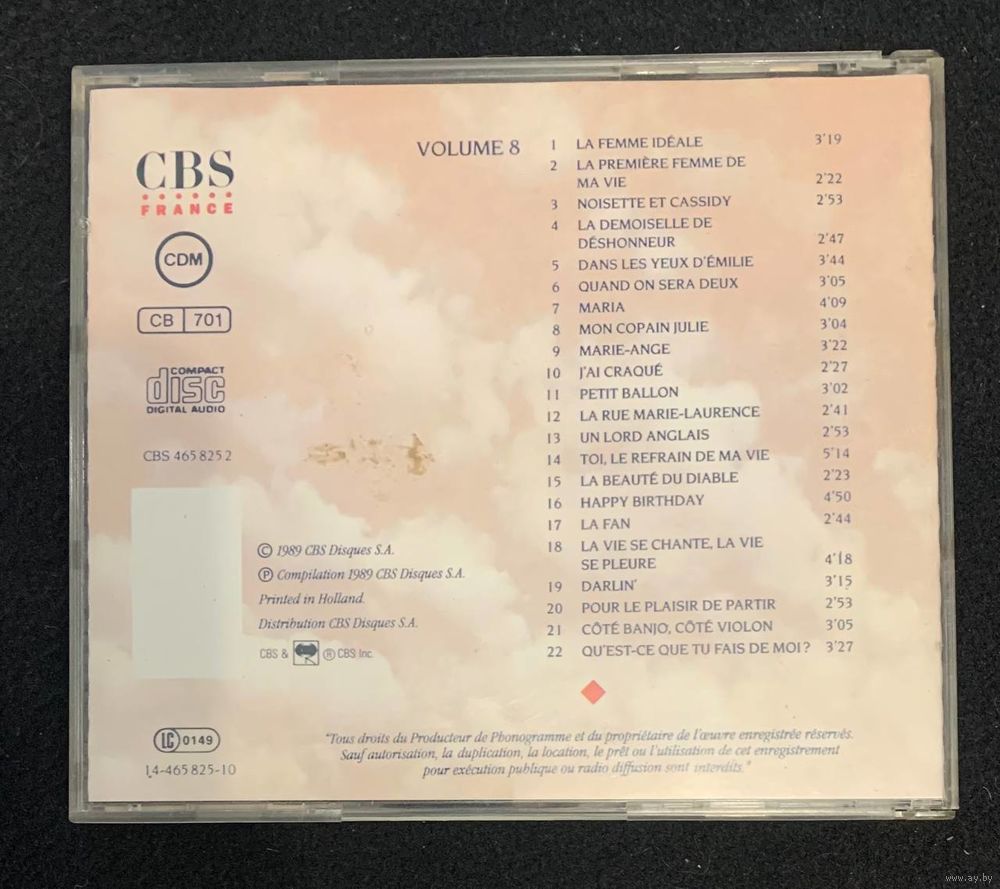 CBS
FRANCE
CDM
CB 701
COMPACT
disc
DIGITAL AUDIO
CBS 465 825 2
VOLUME 8
1 LA FEMME IDÉALE 3'19
2 LA PREMIÈRE FEMME DE
MA VIE 2'22
3 NOISETTE ET CASSIDY 2'53
4 LA DEMOISELLE DE
DÉSHONNEUR 2'47
5 DANS LES YEUX D'ÉMILIE 3'44
6 QUAND ON SERA DEUX 3'05
7 MARIA 4'09
8 MON COPAIN JULIE 3'04
9 MARIE-ANGE 3'22
10 J'AI CRAQUÉ 2'27
11 PETIT BALLON 3'02
12 LA RUE MARIE-LAURENCE 2'41
13 UN LORD ANGLAIS 2'53
14 TOI, LE REFRAIN DE MA VIE 5'14
15 LA BEAUTÉ DU DIABLE 2'23
16 HAPPY BIRTHDAY 4'50
17 LA FAN 2'44
18 LA VIE SE CHANTE, LA VIE
SE PLEURE 4'18
19 DARLIN' 3'15
20 POUR LE PLAISIR DE PARTIR 2'53
21 CÔTÉ BANJO, CÔTÉ VIOLON 3'05
22 QU'EST-CE QUE TU FAIS DE MOI? 3'27
© 1989 CBS Disques S.A.
℗ Compilation 1989 CBS Disques S.A.
Printed in Holland.
Distribution CBS Disques S.A.
CBS & ® CBS Inc.
LC 0149
14-465 825-10
"Tous droits du Producteur de Phonogramme et du propriétaire de l'œuvre enregistrée réservés.
Sauf autorisation, la duplication, la location, le prêt ou l'utilisation de cet enregistrement
pour exécution publique ou radio diffusion sont interdits."
www.ay.by